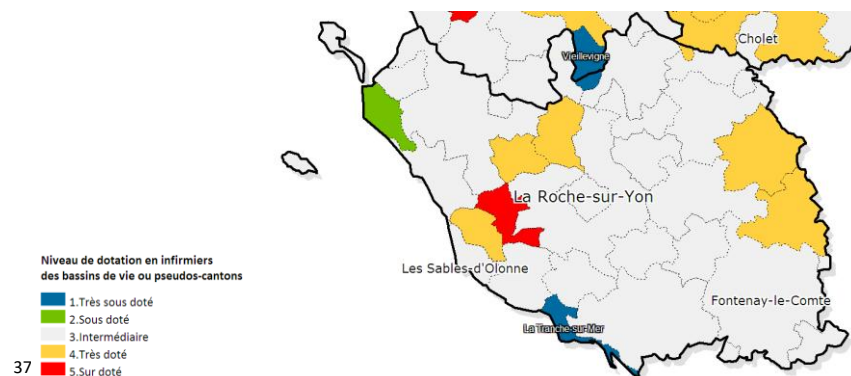 Cholet
Vieillevigne
La Roche-sur-Yon
Les Sables-d'Olonne
Fontenay-le-Comte
La Tranche-sur-Mer
Niveau de dotation en infirmiers
des bassins de vie ou pseudos-cantons
1.Très sous doté
2.Sous doté
3.Intermédiaire
4.Très doté
5.Sur doté
37